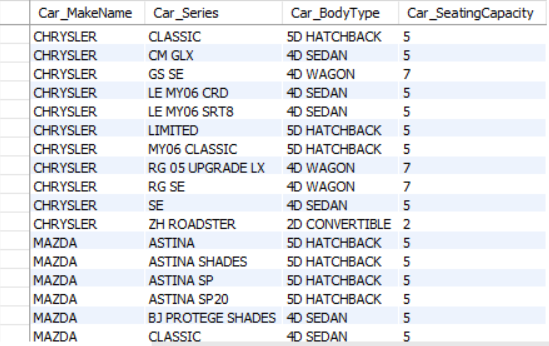 Car_MakeName Car_Series Car_BodyType Car_SeatingCapacity
CHRYSLER CLASSIC 5D HATCHBACK 5
CHRYSLER CM GLX 4D SEDAN 5
CHRYSLER GS SE 4D WAGON 7
CHRYSLER LE MY06 CRD 4D SEDAN 5
CHRYSLER LE MY06 SRT8 4D SEDAN 5
CHRYSLER LIMITED 5D HATCHBACK 5
CHRYSLER MY06 CLASSIC 5D HATCHBACK 5
CHRYSLER RG 05 UPGRADE LX 4D WAGON 7
CHRYSLER RG SE 4D WAGON 7
CHRYSLER SE 4D SEDAN 5
CHRYSLER ZH ROADSTER 2D CONVERTIBLE 2
MAZDA ASTINA 5D HATCHBACK 5
MAZDA ASTINA SHADES 5D HATCHBACK 5
MAZDA ASTINA SP 5D HATCHBACK 5
MAZDA ASTINA SP20 5D HATCHBACK 5
MAZDA BJ PROTEGE SHADES 4D SEDAN 5
MAZDA CLASSIC 4D SEDAN 5